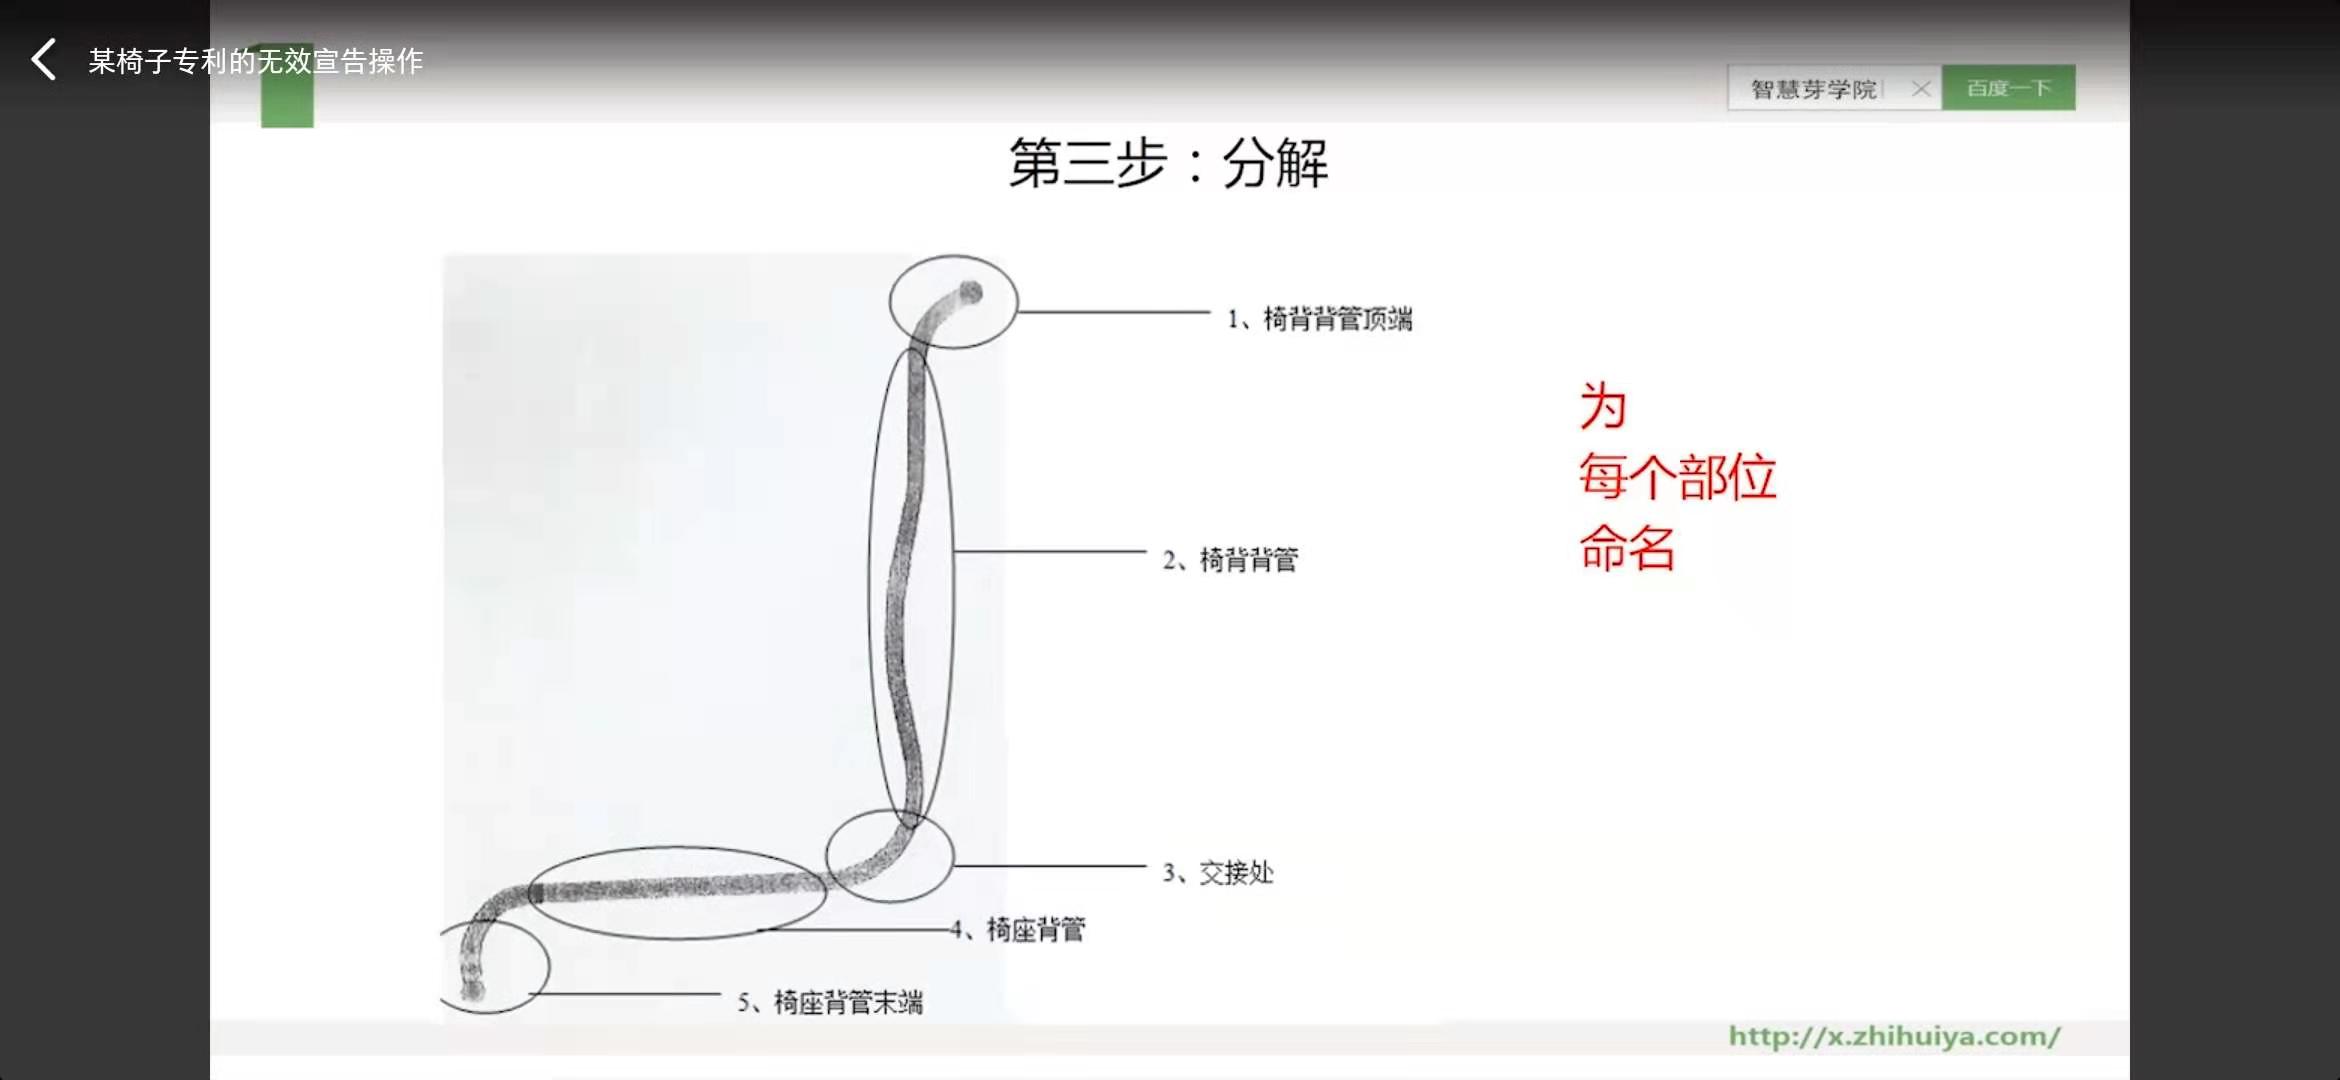 某椅子专利的无效宣告操作
智慧芽学院
百度一下
第三步：分解
1、椅背背管顶端
为
每个部位
命名
2、椅背背管
3、交接处
4、椅座背管
5、椅座背管末端
http://x.zhihuiya.com/